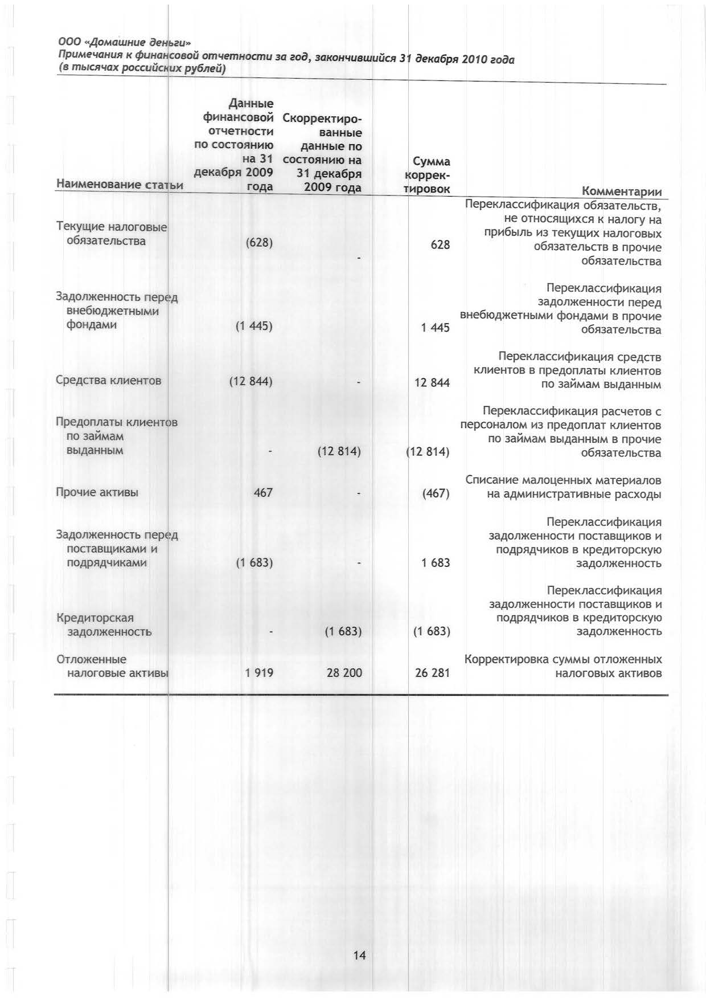 ООО «Домашние деньги»
Примечания к финансовой отчетности за год, закончившийся 31 декабря 2010 года
(в тысячах российских рублей)
Наименование статьи
Данные
финансовой
отчетности
по состоянию
на 31
декабря 2009
года
Скорректиро-
ванные
данные по
состоянию на
31 декабря
2009 года
Сумма
коррек-
тировок
Комментарии
Текущие налоговые
обязательства
(628)
-
628
Переклассификация обязательств,
не относящихся к налогу на
прибыль из текущих налоговых
обязательств в прочие
обязательства
Задолженность перед
внебюджетными
фондами
(1 445)
1 445
Переклассификация
задолженности перед
внебюджетными фондами в прочие
обязательства
Средства клиентов
(12 844)
-
12 844
Переклассификация средств
клиентов в предоплаты клиентов
по займам выданным
Предоплаты клиентов
по займам
выданным
-
(12 814)
(12 814)
Переклассификация расчетов с
персоналом из предоплат клиентов
по займам выданным в прочие
обязательства
Прочие активы
467
-
(467)
Списание малоценных материалов
на административные расходы
Задолженность перед
поставщиками и
подрядчиками
(1 683)
-
1 683
Переклассификация
задолженности поставщиков и
подрядчиков в кредиторскую
задолженность
Кредиторская
задолженность
-
(1 683)
(1 683)
Переклассификация
задолженности поставщиков и
подрядчиков в кредиторскую
задолженность
Отложенные
налоговые активы
1 919
28 200
26 281
Корректировка суммы отложенных
налоговых активов
14